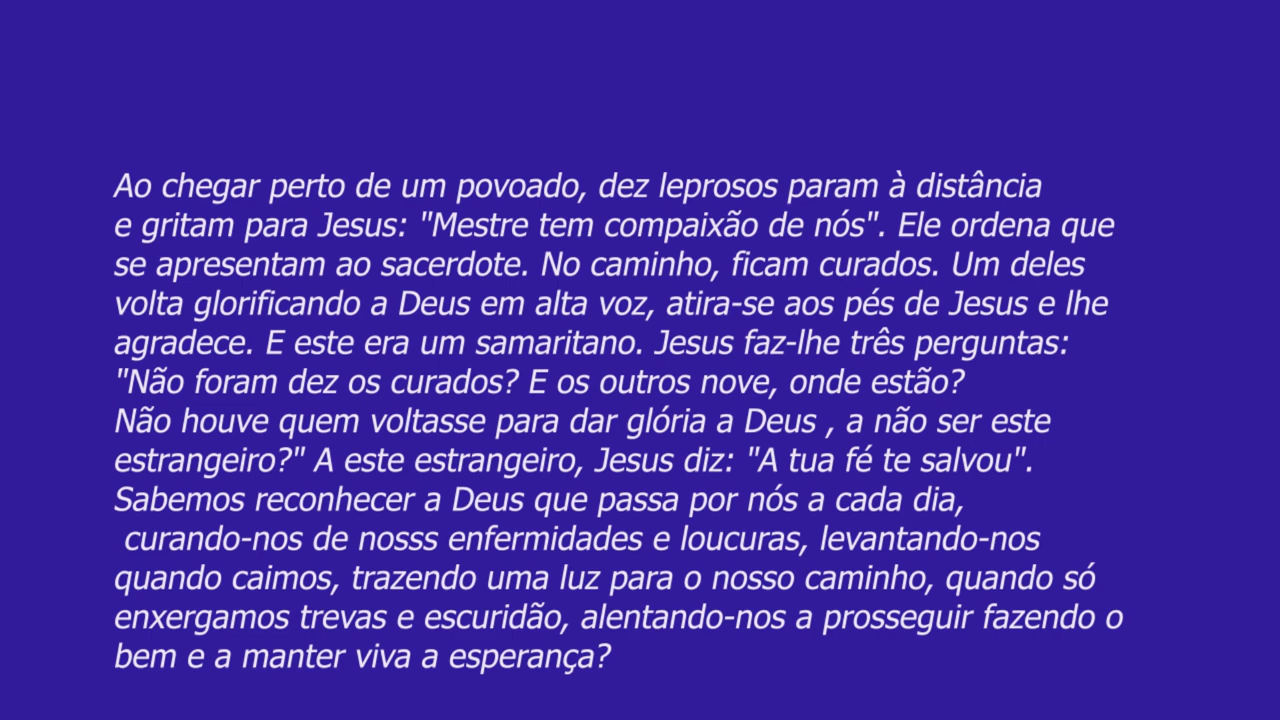 Ao chegar perto de um povoado, dez leprosos param à distância
e gritam para Jesus: "Mestre tem compaixão de nós". Ele ordena que
se apresentam ao sacerdote. No caminho, ficam curados. Um deles
volta glorificando a Deus em alta voz, atira-se aos pés de Jesus e lhe
agradece. E este era um samaritano. Jesus faz-lhe três perguntas:
"Não foram dez os curados? E os outros nove, onde estão?
Não houve quem voltasse para dar glória a Deus , a não ser este
estrangeiro?" A este estrangeiro, Jesus diz: "A tua fé te salvou".
Sabemos reconhecer a Deus que passa por nós a cada dia,
curando-nos de nosss enfermidades e loucuras, levantando-nos
quando caimos, trazendo uma luz para o nosso caminho, quando só
enxergamos trevas e escuridão, alentando-nos a prosseguir fazendo o
bem e a manter viva a esperança?